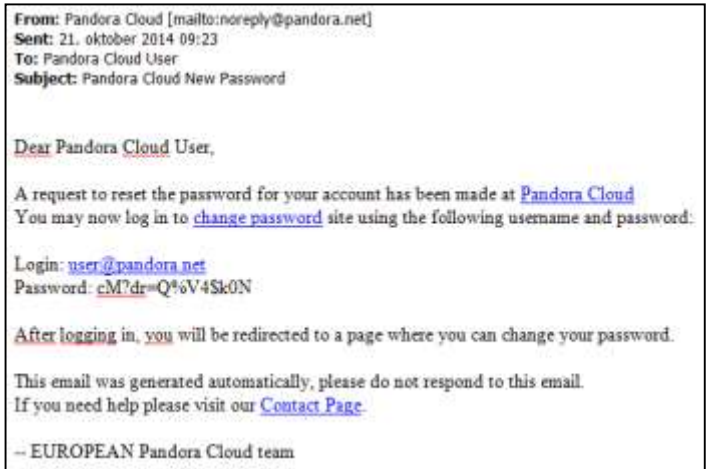 From: Pandora Cloud [mailto:noreply@pandora.net]
Sent: 21. oktober 2014 09:23
To: Pandora Cloud User
Subject: Pandora Cloud New Password
Dear Pandora Cloud User,
A request to reset the password for your account has been made at Pandora Cloud
You may now log in to change password site using the following username and password:
Login: user@pandora.net
Password: cM?dr=Q%V4$k0N
After logging in, you will be redirected to a page where you can change your password.
This email was generated automatically, please do not respond to this email.
If you need help please visit our Contact Page.
-- EUROPEAN Pandora Cloud team